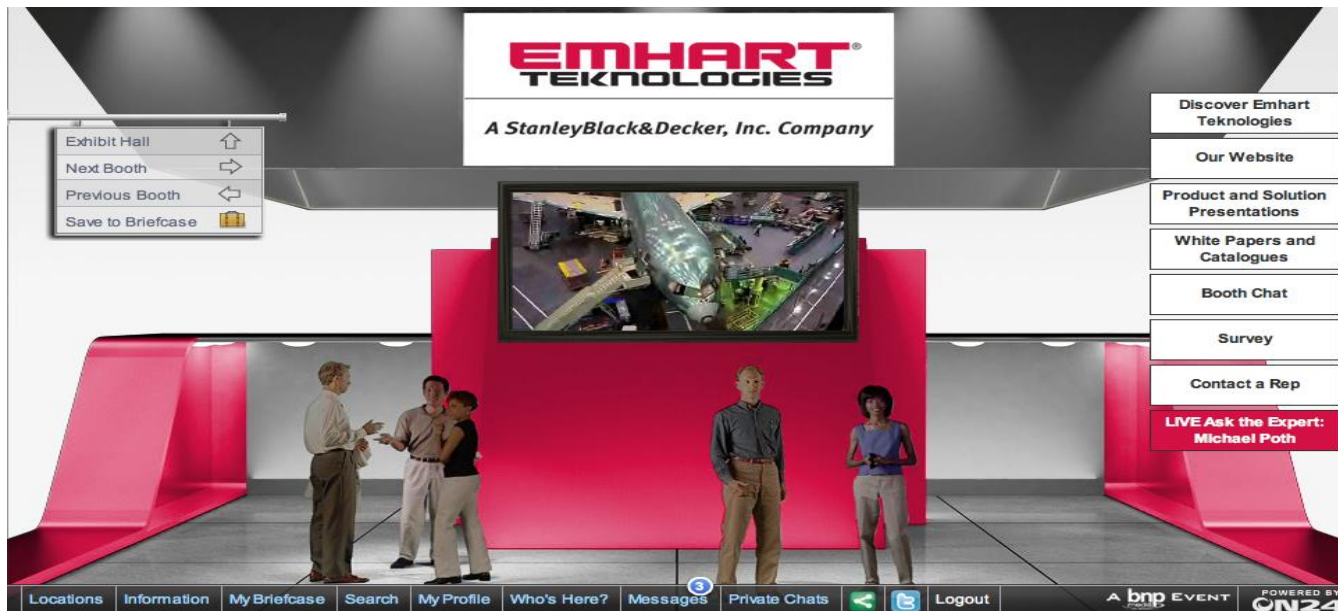 EMHART®
TEKNOLOGIES
A StanleyBlack&Decker, Inc. Company
Exhibit Hall
Next Booth
Previous Booth
Save to Briefcase
Discover Emhart
Teknologies
Our Website
Product and Solution
Presentations
White Papers and
Catalogues
Booth Chat
Survey
Contact a Rep
LIVE Ask the Expert:
Michael Poth
3
Locations Information My Briefcase Search My Profile Who's Here? Messages Private Chats Logout A bnp media EVENT POWERED BY
ON24